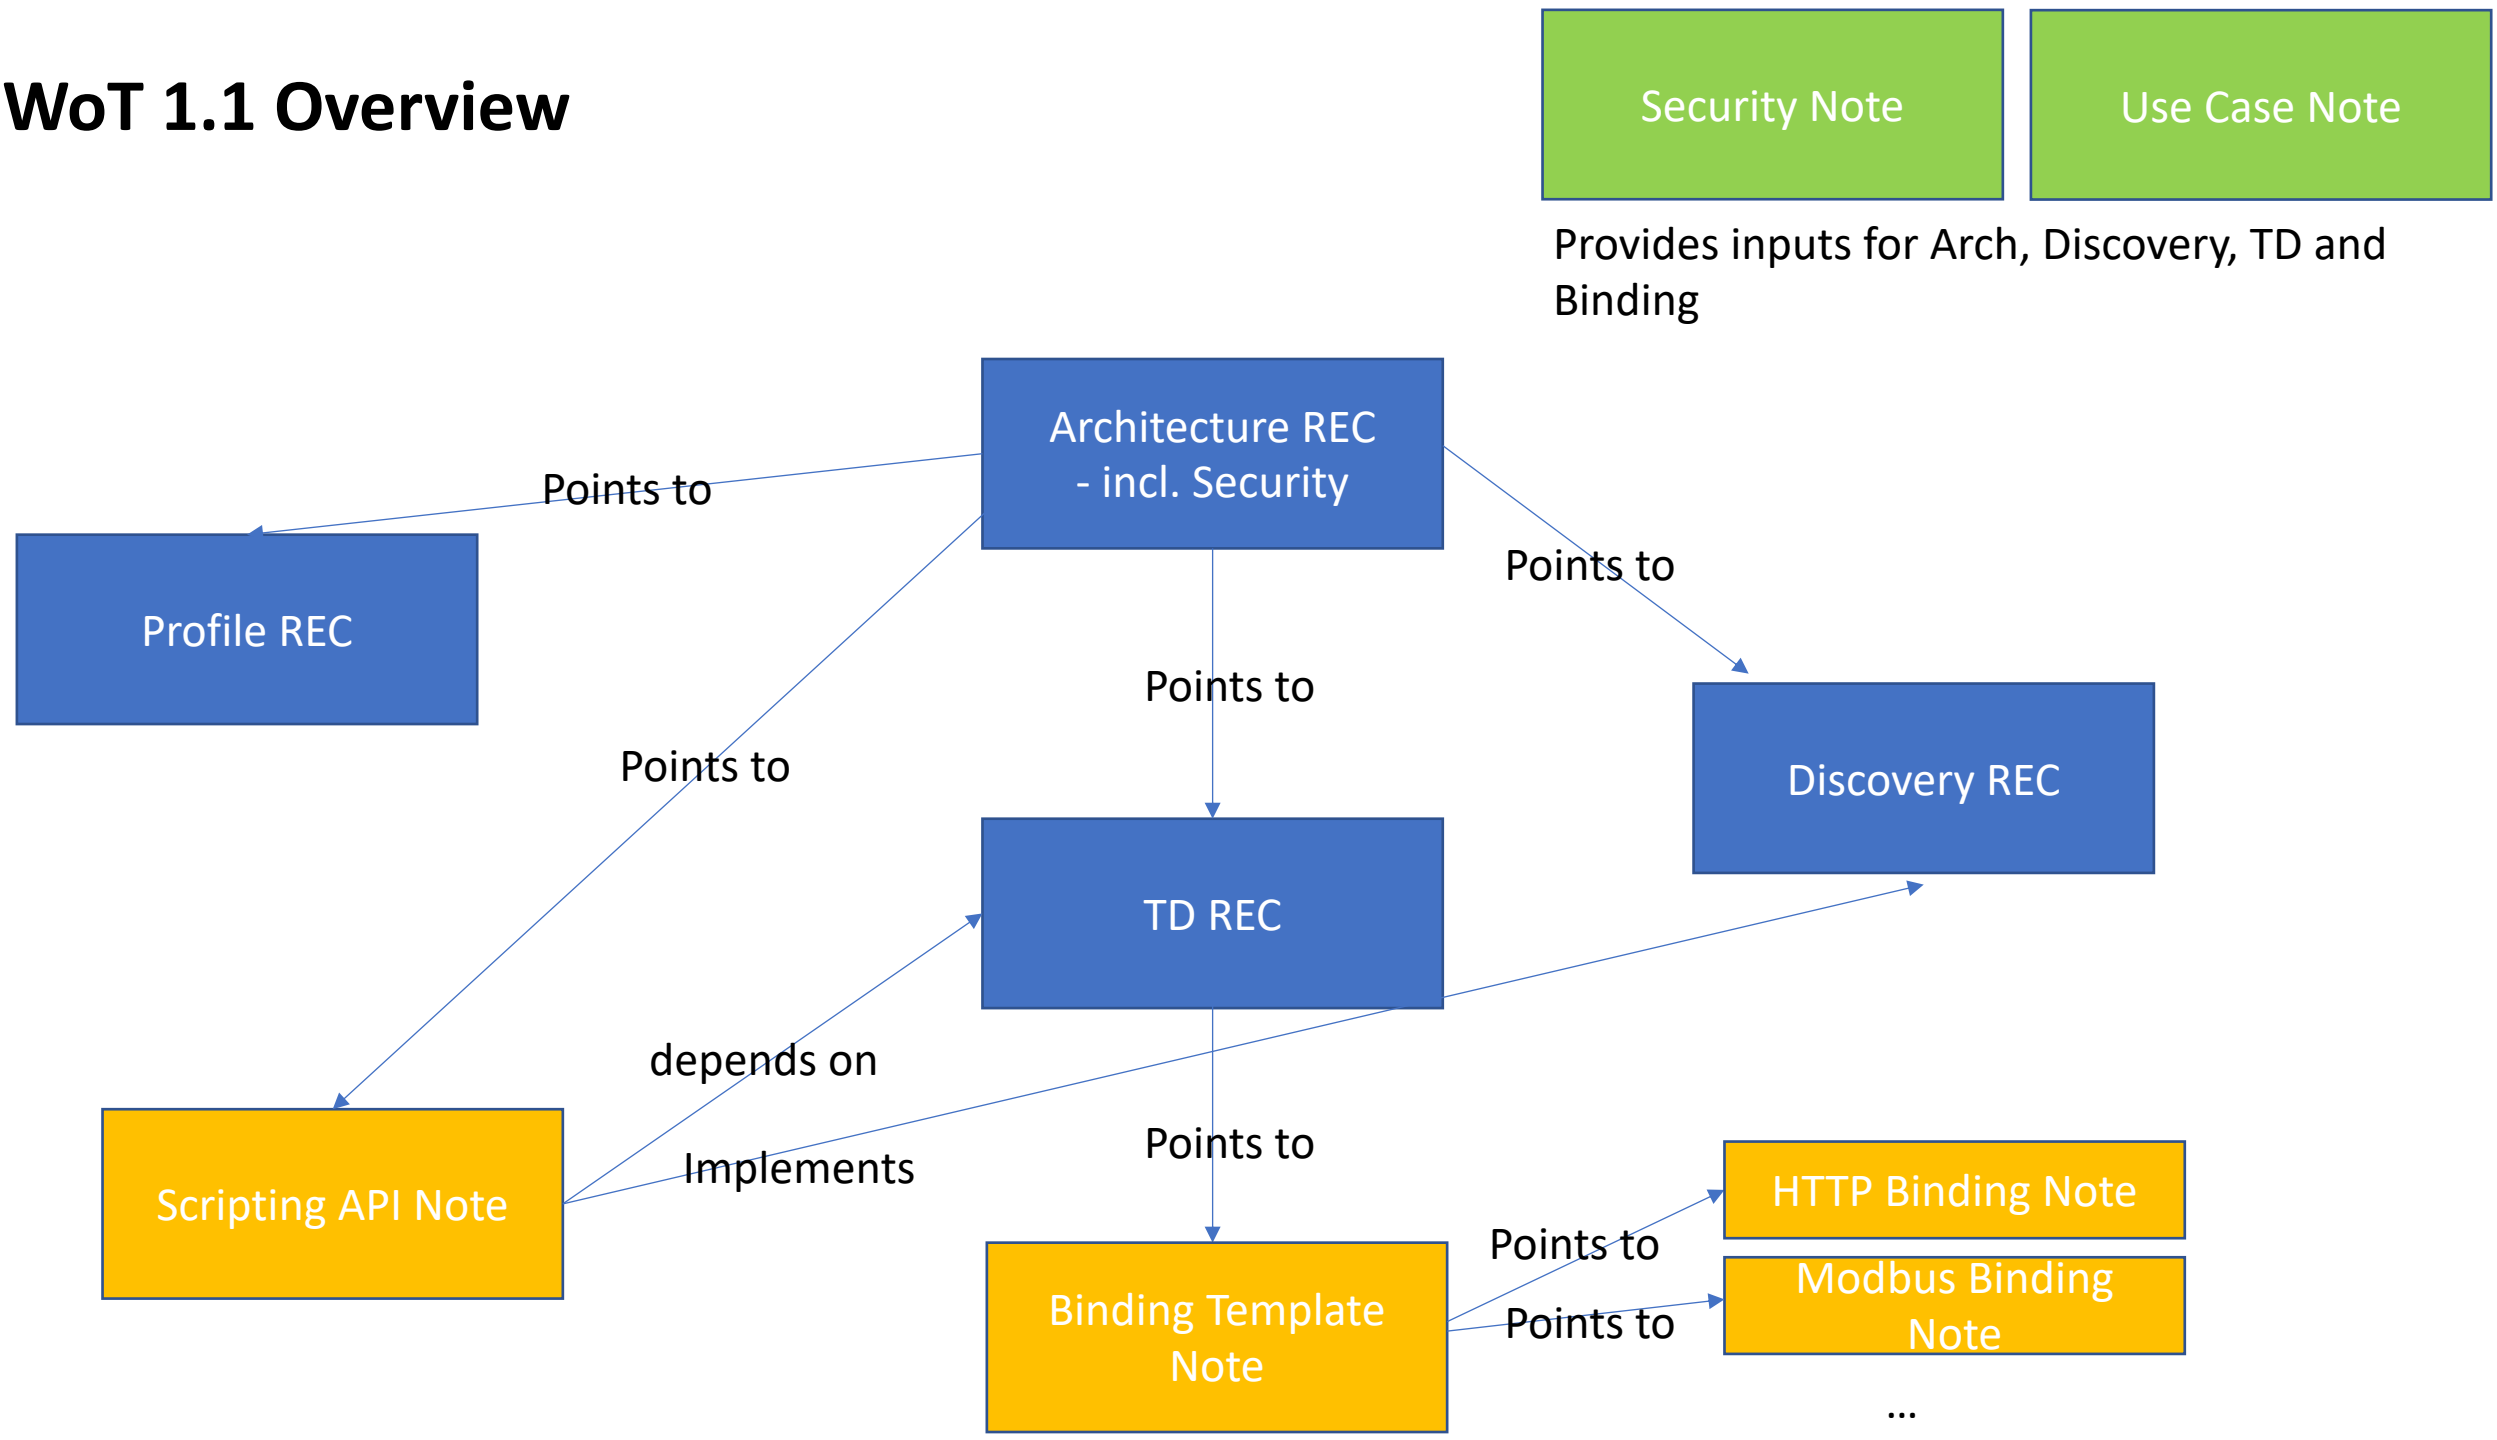 WoT 1.1 Overview
Security Note
Use Case Note
Provides inputs for Arch, Discovery, TD and
Binding
Architecture REC
- incl. Security
Points to
Points to
Profile REC
Points to
Points to
Discovery REC
TD REC
depends on
Points to
Implements
Scripting API Note
HTTP Binding Note
Points to
Modbus Binding
Note
Points to
Binding Template
Note
...